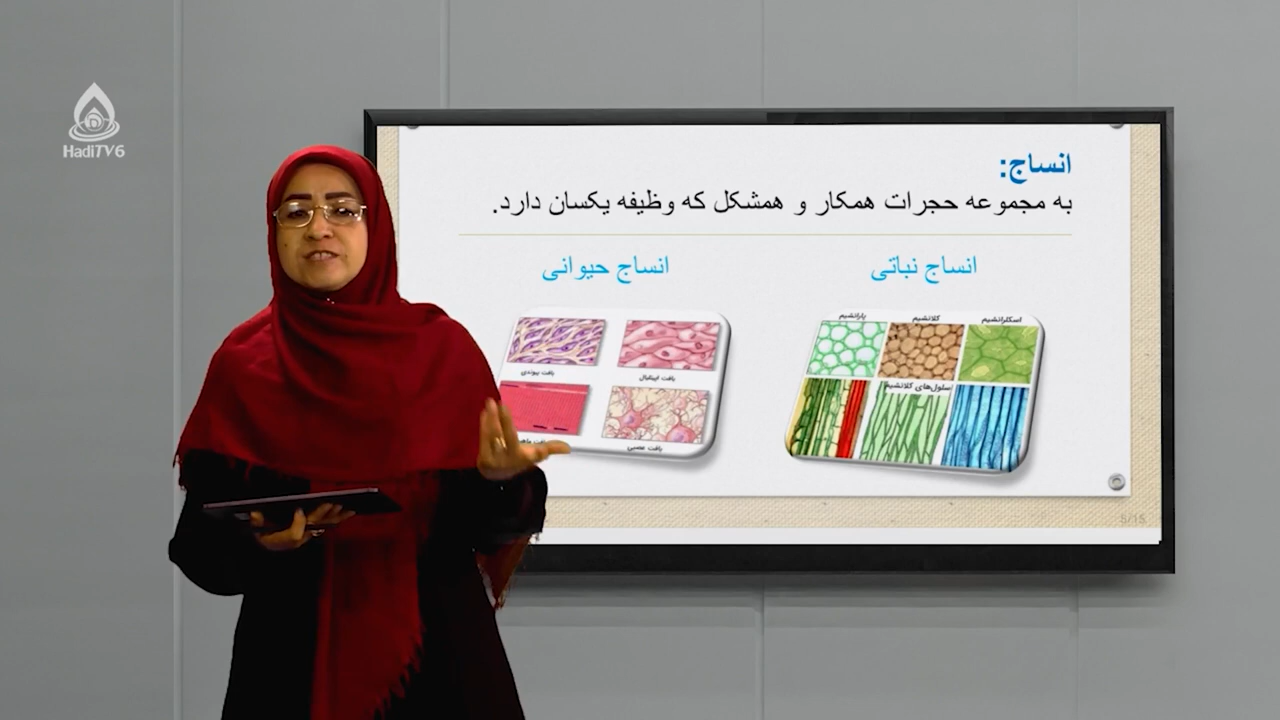 HadiTV6
انساج:
به مجموعه حجرات همکار و همشکل که وظیفه یکسان دارد.
انساج نباتی
انساج حیوانی
اسکلرانشیم
کلانشیم
پارانشیم
سلول‌های کلانشیم
بافت اپیتلیال
بافت پیوندی
بافت عصبی
5/15